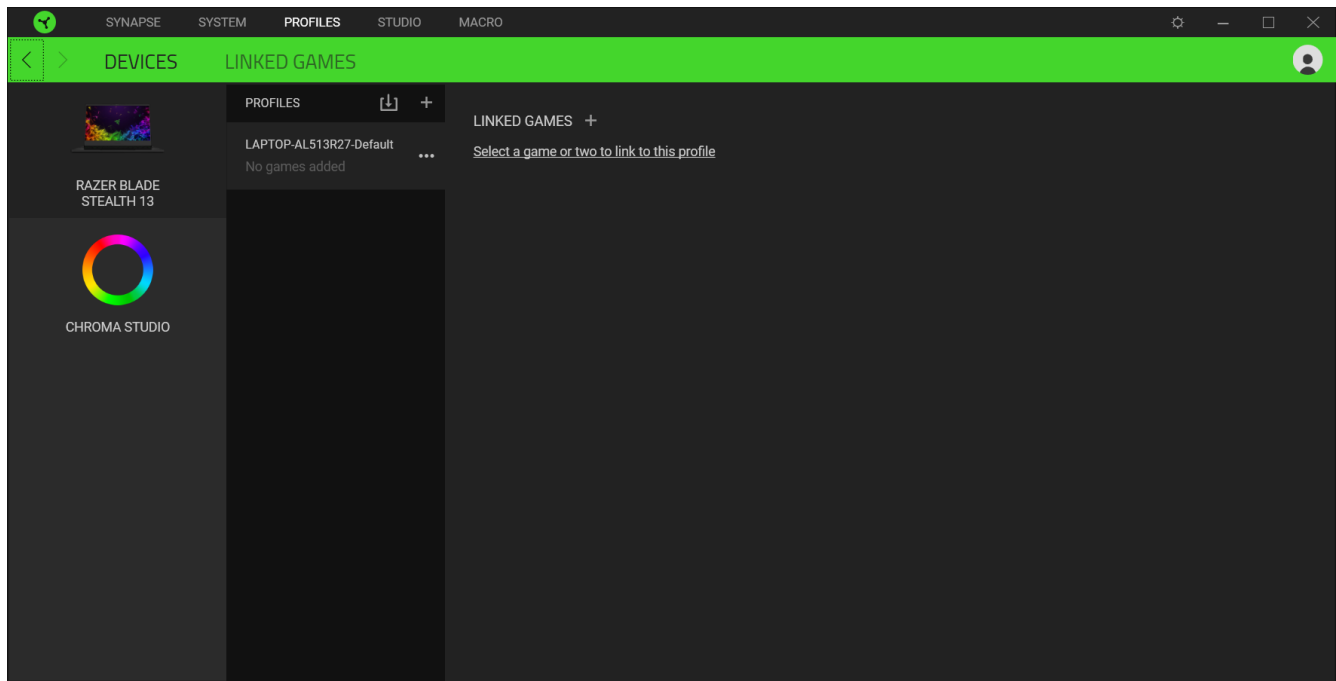 SYNAPSE SYSTEM PROFILES STUDIO MACRO
DEVICES LINKED GAMES
RAZER BLADE
STEALTH 13
CHROMA STUDIO
PROFILES
LAPTOP-AL513R27-Default
No games added
LINKED GAMES
Select a game or two to link to this profile